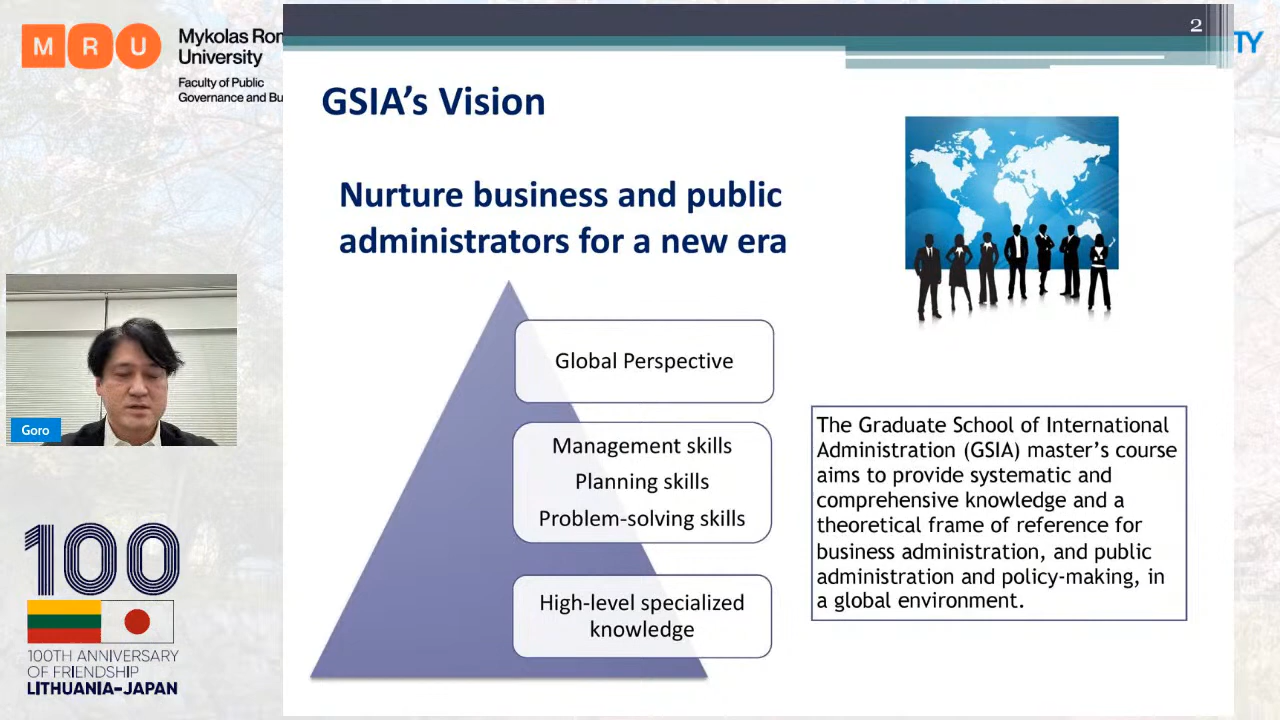 MRU
Mykolas Ron
University
Faculty of Public
Governance and Bu
2
TY
GSIA’s Vision
Nurture business and public
administrators for a new era
Global Perspective
Management skills
Planning skills
Problem-solving skills
High-level specialized
knowledge
The Graduate School of International
Administration (GSIA) master’s course
aims to provide systematic and
comprehensive knowledge and a
theoretical frame of reference for
business administration, and public
administration and policy-making, in
a global environment.
Goro
100
100TH ANNIVERSARY
OF FRIENDSHIP
LITHUANIA-JAPAN